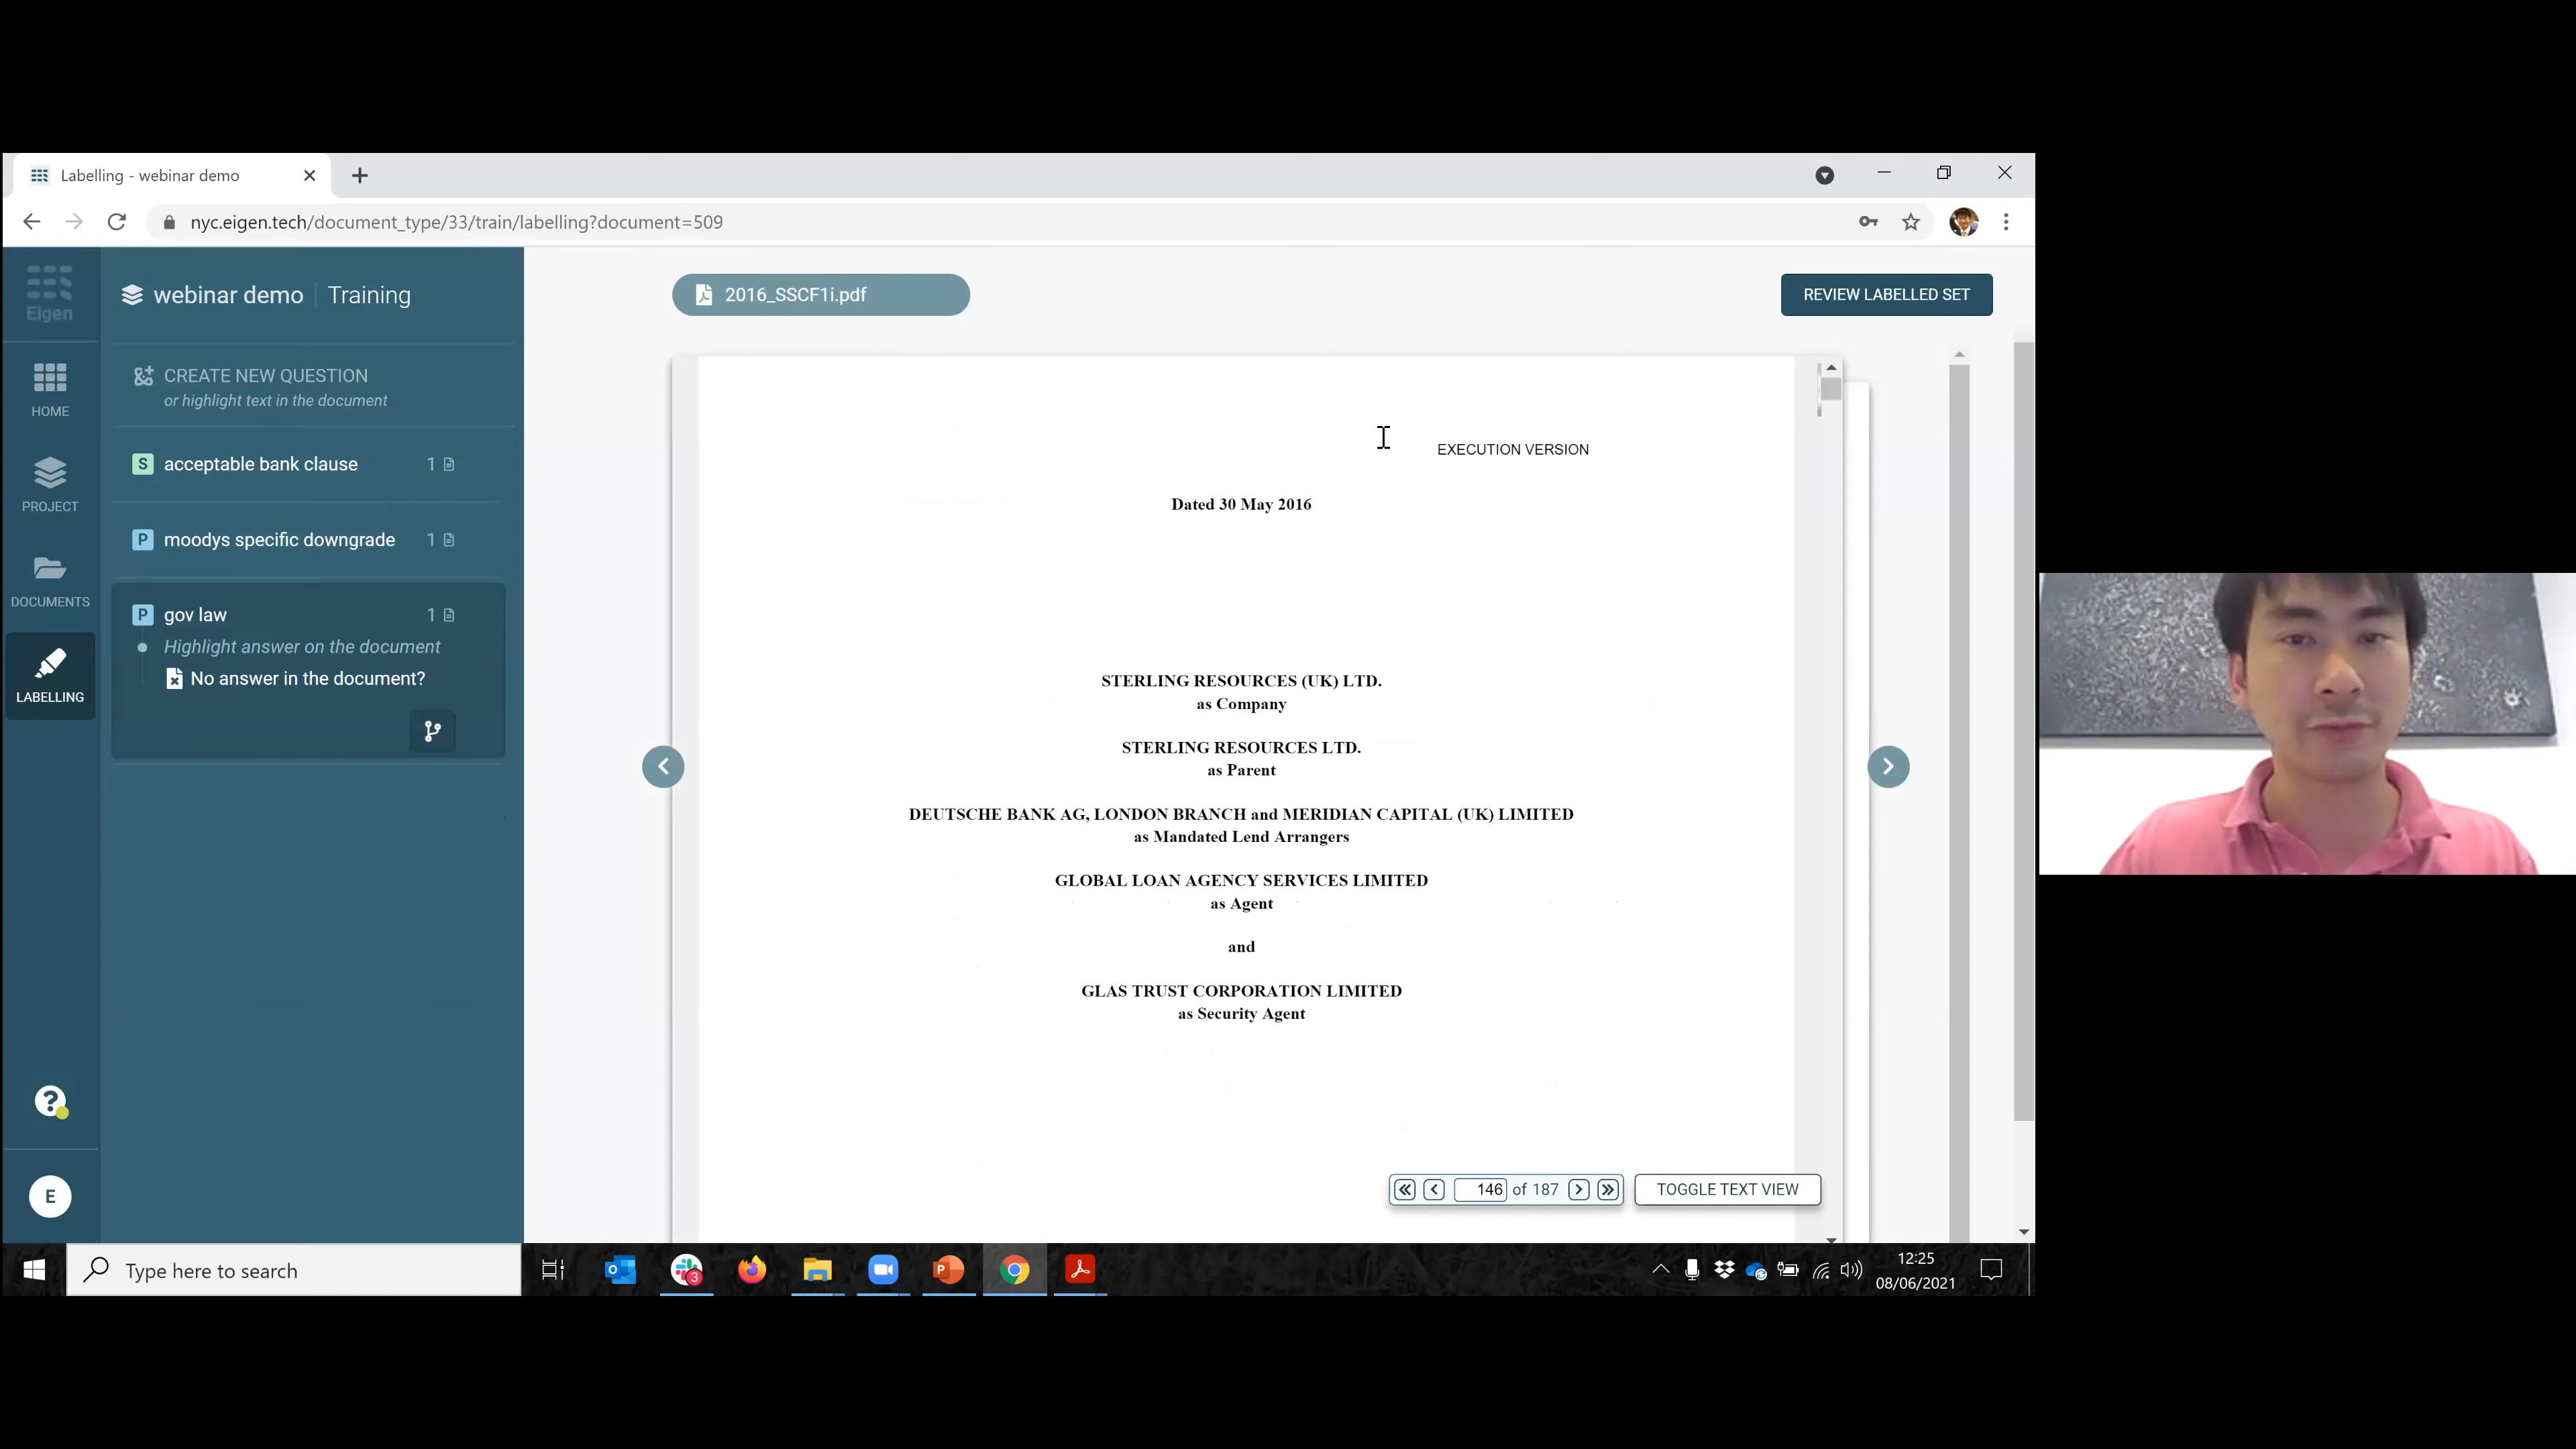 Labelling - webinar demo
nyc.eigen.tech/document_type/33/train/labelling?document=509
Eigen
HOME
PROJECT
DOCUMENTS
LABELLING
?
E
webinar demo | Training
CREATE NEW QUESTION
or highlight text in the document
S acceptable bank clause 1
P moodys specific downgrade 1
P gov law 1
Highlight answer on the document
No answer in the document?
2016_SSCF1i.pdf
REVIEW LABELLED SET
EXECUTION VERSION
Dated 30 May 2016
STERLING RESOURCES (UK) LTD.
as Company
STERLING RESOURCES LTD.
as Parent
DEUTSCHE BANK AG, LONDON BRANCH and MERIDIAN CAPITAL (UK) LIMITED
as Mandated Lend Arrangers
GLOBAL LOAN AGENCY SERVICES LIMITED
as Agent
and
GLAS TRUST CORPORATION LIMITED
as Security Agent
146 of 187
TOGGLE TEXT VIEW
Type here to search
3
12:25
08/06/2021